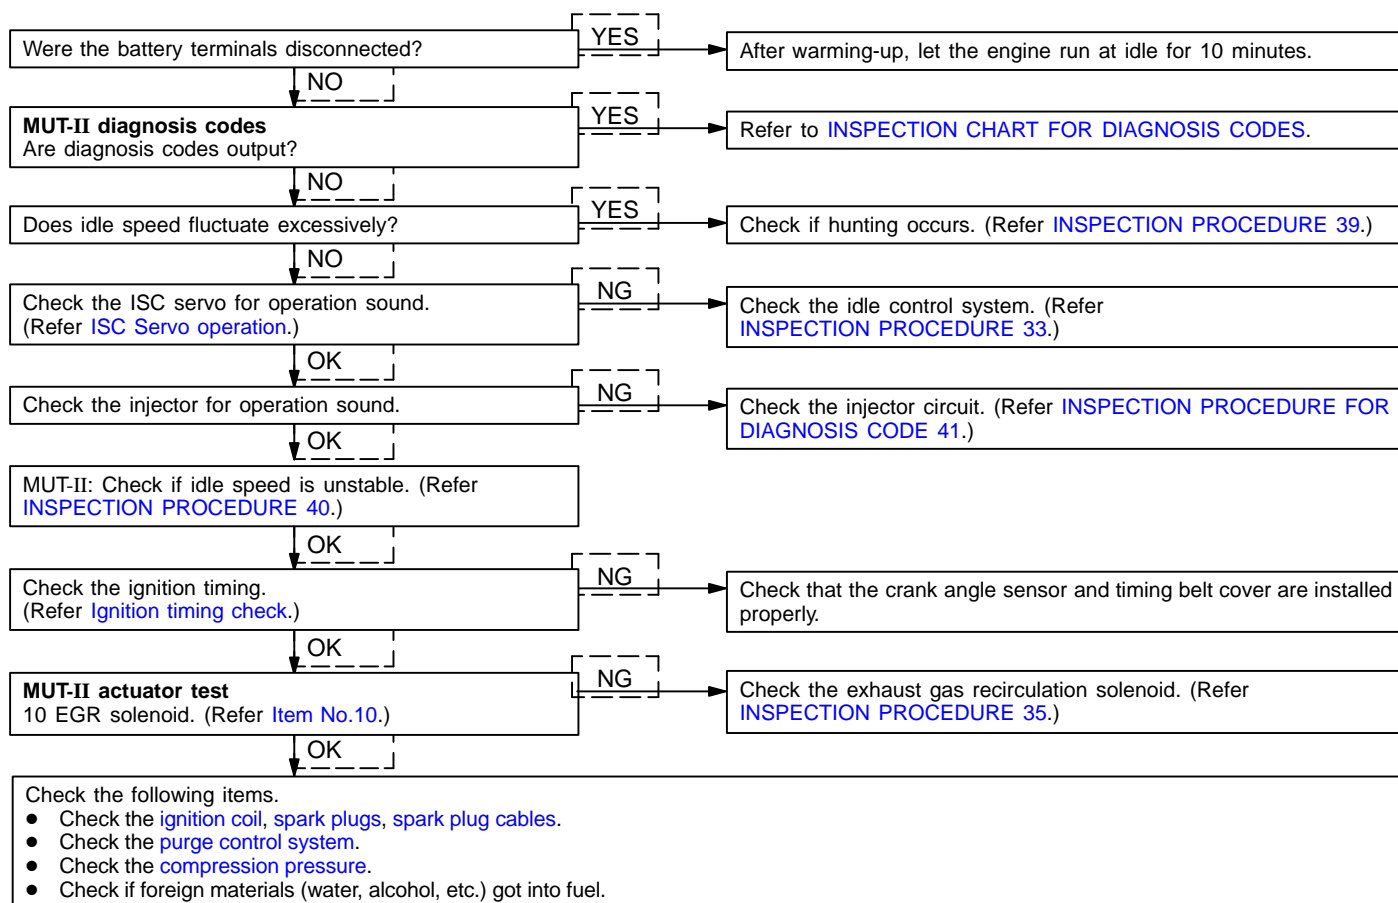 Were the battery terminals disconnected?
YES
After warming-up, let the engine run at idle for 10 minutes.
NO
MUT-II diagnosis codes
Are diagnosis codes output?
YES
Refer to INSPECTION CHART FOR DIAGNOSIS CODES.
NO
Does idle speed fluctuate excessively?
YES
Check if hunting occurs. (Refer INSPECTION PROCEDURE 39.)
NO
Check the ISC servo for operation sound.
(Refer ISC Servo operation.)
NG
Check the idle control system. (Refer
INSPECTION PROCEDURE 33.)
OK
Check the injector for operation sound.
NG
Check the injector circuit. (Refer INSPECTION PROCEDURE FOR
DIAGNOSIS CODE 41.)
OK
MUT-II: Check if idle speed is unstable. (Refer
INSPECTION PROCEDURE 40.)
OK
Check the ignition timing.
(Refer Ignition timing check.)
NG
Check that the crank angle sensor and timing belt cover are installed
properly.
OK
MUT-II actuator test
10 EGR solenoid. (Refer Item No.10.)
NG
Check the exhaust gas recirculation solenoid. (Refer
INSPECTION PROCEDURE 35.)
OK
Check the following items.
● Check the ignition coil, spark plugs, spark plug cables.
● Check the purge control system.
● Check the compression pressure.
● Check if foreign materials (water, alcohol, etc.) got into fuel.